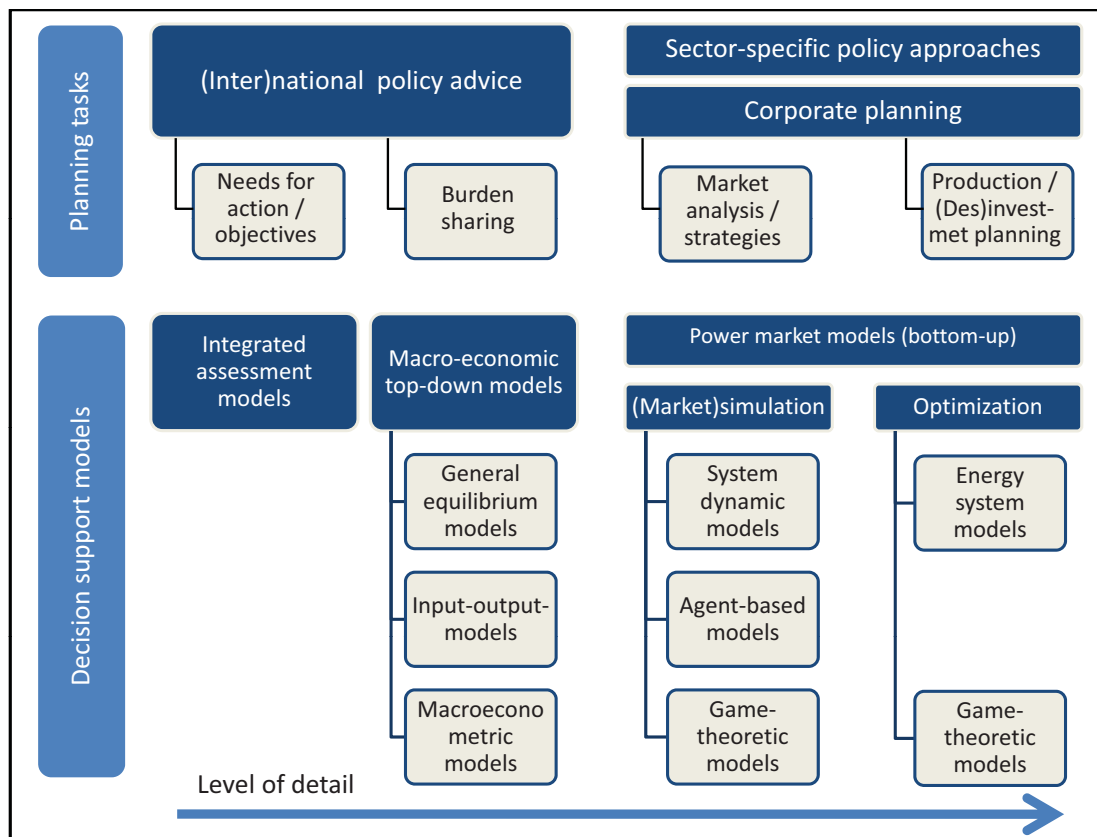 Planning tasks
(Inter)national policy advice
Needs for
action /
objectives
Burden
sharing
Sector-specific policy approaches
Corporate planning
Market
analysis /
strategies
Production /
(Des)invest-
met planning
Decision support models
Integrated
assessment
models
Macro-economic
top-down models
General
equilibrium
models
Input-output-
models
Macroecono
metric models
Power market models (bottom-up)
(Market)simulation
System
dynamic
models
Agent-based
models
Game-
theoretic models
Optimization
Energy
system
models
Game-
theoretic models
Level of detail